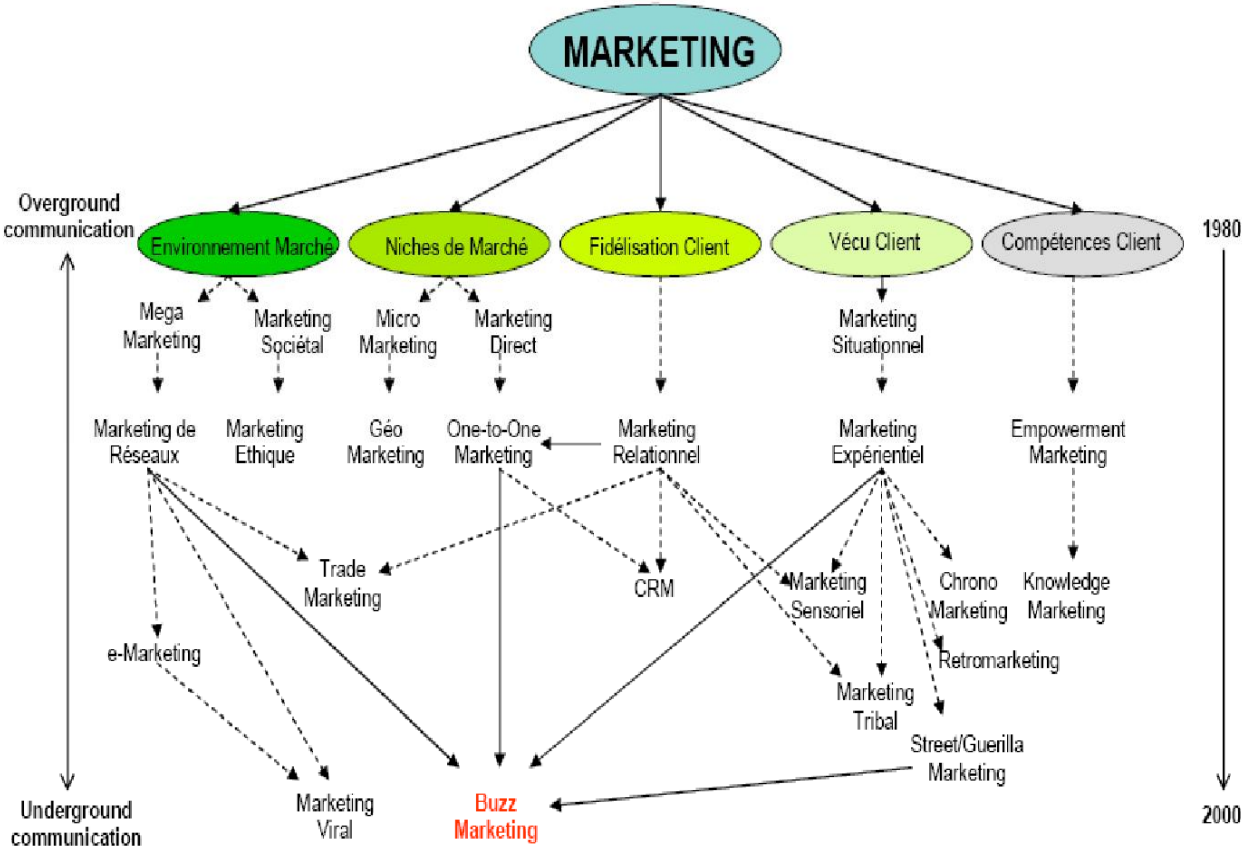 MARKETING
Overground
communication
1980
Environnement Marché
Niches de Marché
Fidélisation Client
Vécu Client
Compétences Client
Mega
Marketing
Marketing
Sociétal
Micro
Marketing
Marketing
Direct
Marketing
Situationnel
Marketing de
Réseaux
Marketing
Ethique
Géo
Marketing
One-to-One
Marketing
Marketing
Relationnel
Marketing
Expérientiel
Empowerment
Marketing
Trade
Marketing
CRM
Marketing
Sensoriel
Chrono
Marketing
Knowledge
Marketing
e-Marketing
Retromarketing
Marketing
Tribal
Street/Guerilla
Marketing
Underground
communication
Marketing
Viral
Buzz
Marketing
2000